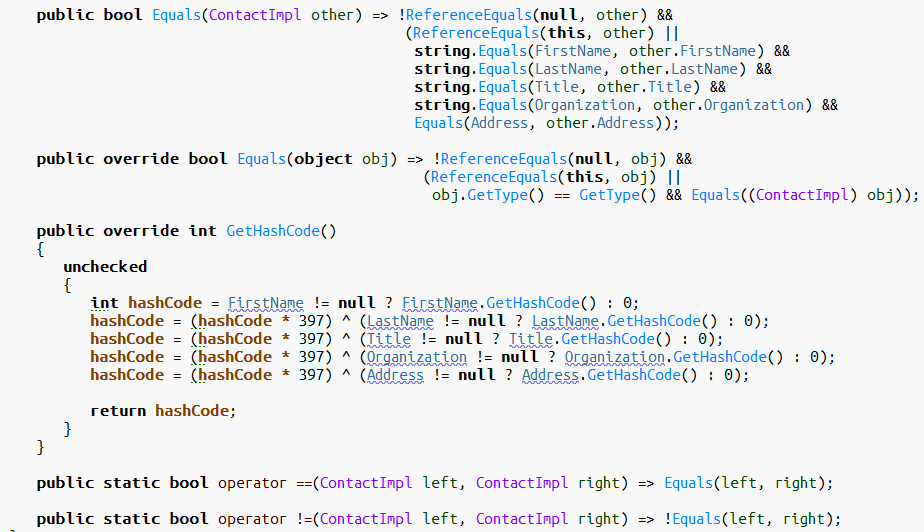 public bool Equals(ContactImpl other) => !ReferenceEquals(null, other) &&
(ReferenceEquals(this, other) ||
string.Equals(FirstName, other.FirstName) &&
string.Equals(LastName, other.LastName) &&
string.Equals(Title, other.Title) &&
string.Equals(Organization, other.Organization) &&
Equals(Address, other.Address));
public override bool Equals(object obj) => !ReferenceEquals(null, obj) &&
(ReferenceEquals(this, obj) ||
obj.GetType() == GetType() && Equals((ContactImpl) obj));
public override int GetHashCode()
{
unchecked
{
int hashCode = FirstName != null ? FirstName.GetHashCode() : 0;
hashCode = (hashCode * 397) ^ (LastName != null ? LastName.GetHashCode() : 0);
hashCode = (hashCode * 397) ^ (Title != null ? Title.GetHashCode() : 0);
hashCode = (hashCode * 397) ^ (Organization != null ? Organization.GetHashCode() : 0);
hashCode = (hashCode * 397) ^ (Address != null ? Address.GetHashCode() : 0);
return hashCode;
}
}
public static bool operator ==(ContactImpl left, ContactImpl right) => Equals(left, right);
public static bool operator !=(ContactImpl left, ContactImpl right) => !Equals(left, right);